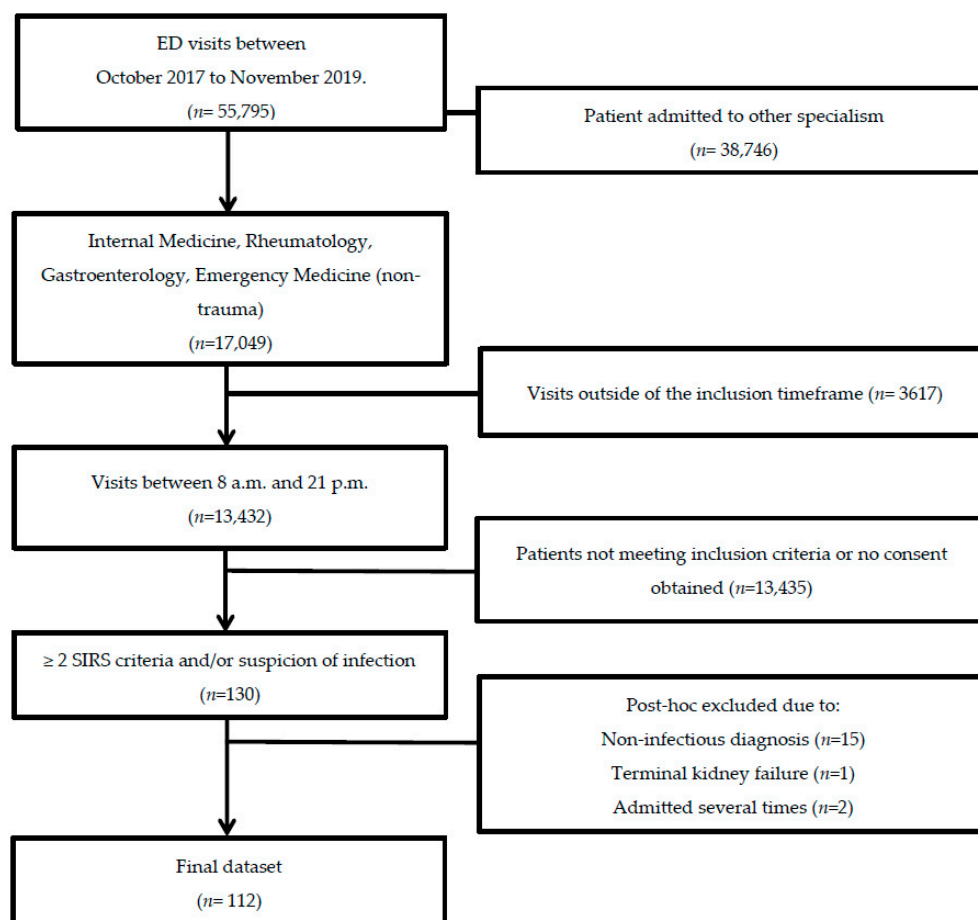 ED visits between
October 2017 to November 2019.
(n= 55,795)
Patient admitted to other specialism
(n= 38,746)
Internal Medicine, Rheumatology,
Gastroenterology, Emergency Medicine (non-
trauma)
(n=17,049)
Visits outside of the inclusion timeframe (n= 3617)
Visits between 8 a.m. and 21 p.m.
(n=13,432)
Patients not meeting inclusion criteria or no consent
obtained (n=13,435)
≥ 2 SIRS criteria and/or suspicion of infection
(n=130)
Post-hoc excluded due to:
Non-infectious diagnosis (n=15)
Terminal kidney failure (n=1)
Admitted several times (n=2)
Final dataset
(n= 112)